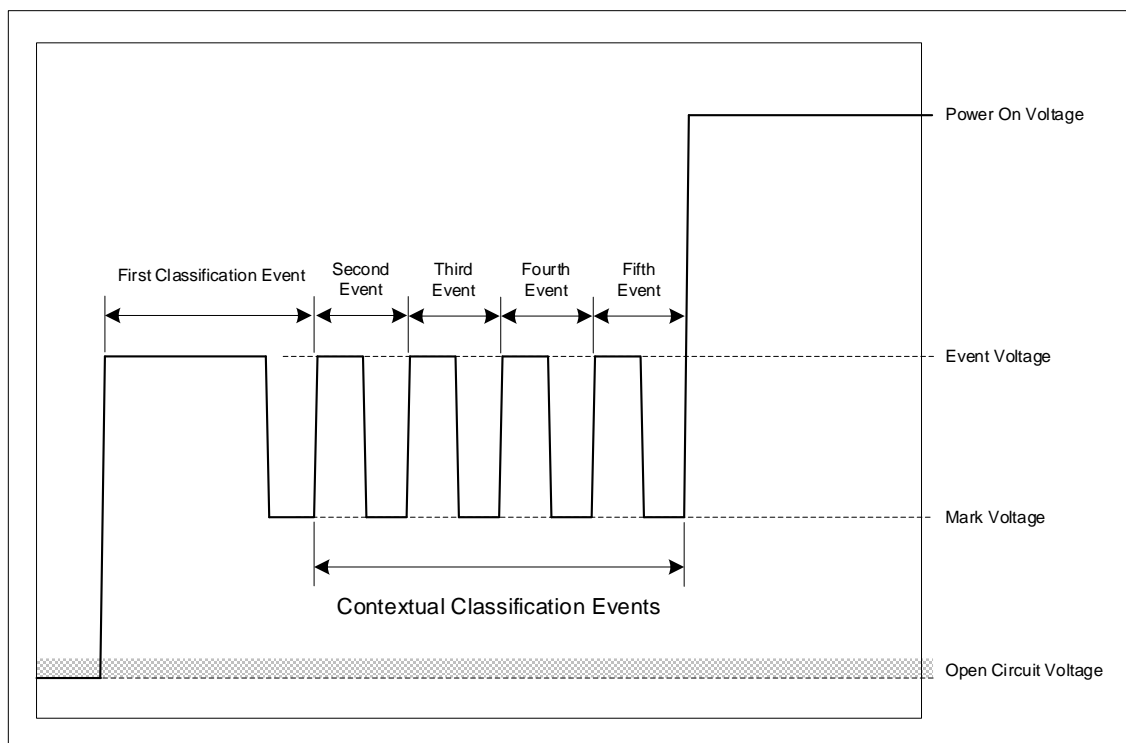 Power On Voltage
First Classification Event
Second
Event
Third
Event
Fourth
Event
Fifth
Event
Event Voltage
Mark Voltage
Contextual Classification Events
Open Circuit Voltage